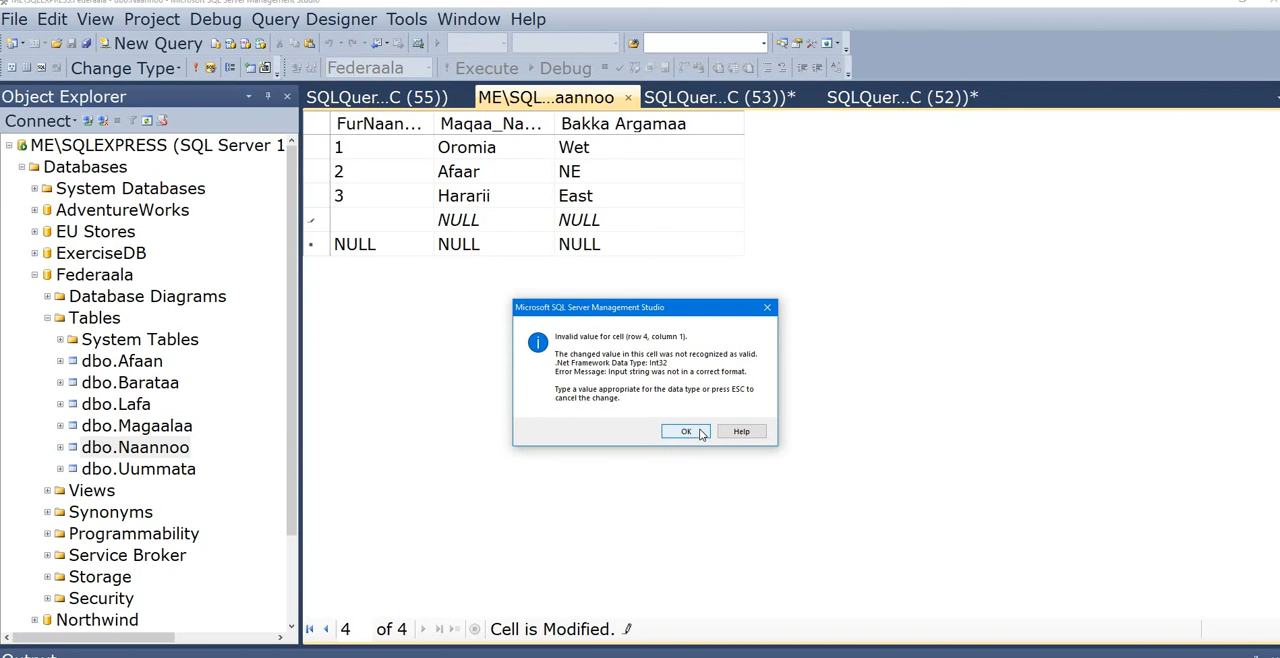 File Edit View Project Debug Query Designer Tools Window Help
New Query
Change Type Federaala Execute Debug
Object Explorer
SQLQuer...C (55)) ME\SQL...aannoo × SQLQuer...C (53))* SQLQuer...C (52))*
Connect
ME\SQLEXPRESS (SQL Server 1
Databases
System Databases
AdventureWorks
EU Stores
ExerciseDB
Federaala
Database Diagrams
Tables
System Tables
dbo.Afaan
dbo.Barataa
dbo.Lafa
dbo.Magaalaa
dbo.Naannoo
dbo.Uummata
Views
Synonyms
Programmability
Service Broker
Storage
Security
Northwind
FurNaan... Maqaa_Na... Bakka Argamaa
1 Oromia Wet
2 Afaar NE
3 Hararii East
NULL NULL
NULL NULL NULL
Microsoft SQL Server Management Studio
Invalid value for cell (row 4, column 1).
The changed value in this cell was not recognized as valid.
.Net Framework Data Type: Int32
Error Message: Input string was not in a correct format.
Type a value appropriate for the data type or press ESC to
cancel the change.
OK Help
4 of 4 Cell is Modified.